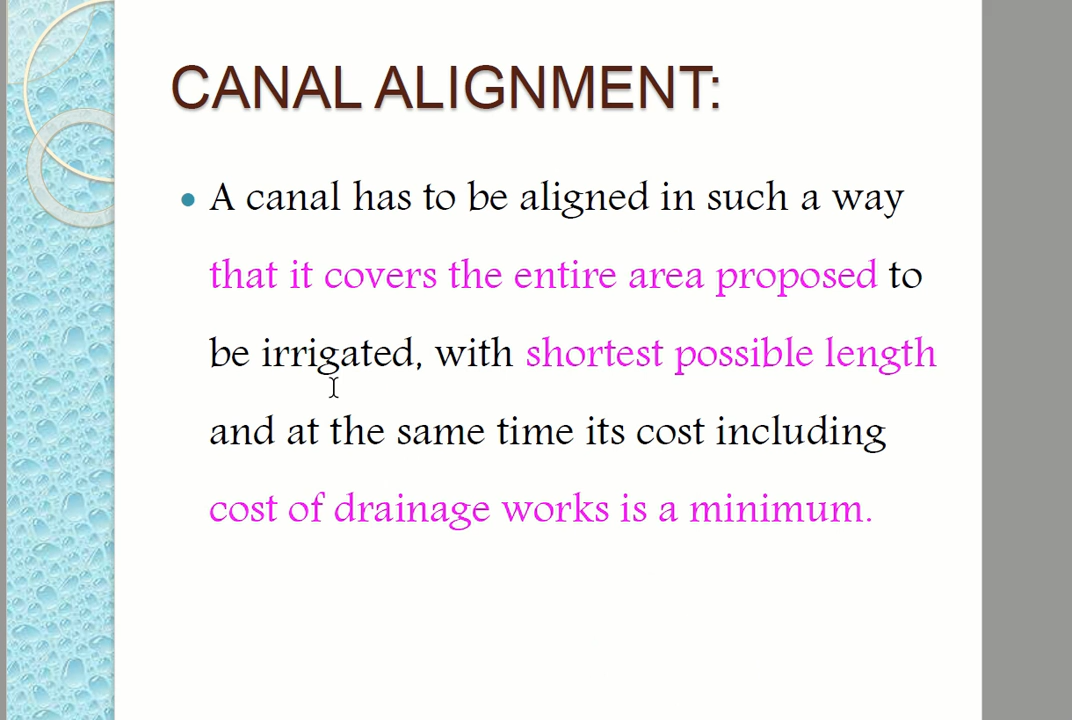 CANAL ALIGNMENT:
• A canal has to be aligned in such a way
that it covers the entire area proposed to
be irrigated, with shortest possible length
and at the same time its cost including
cost of drainage works is a minimum.